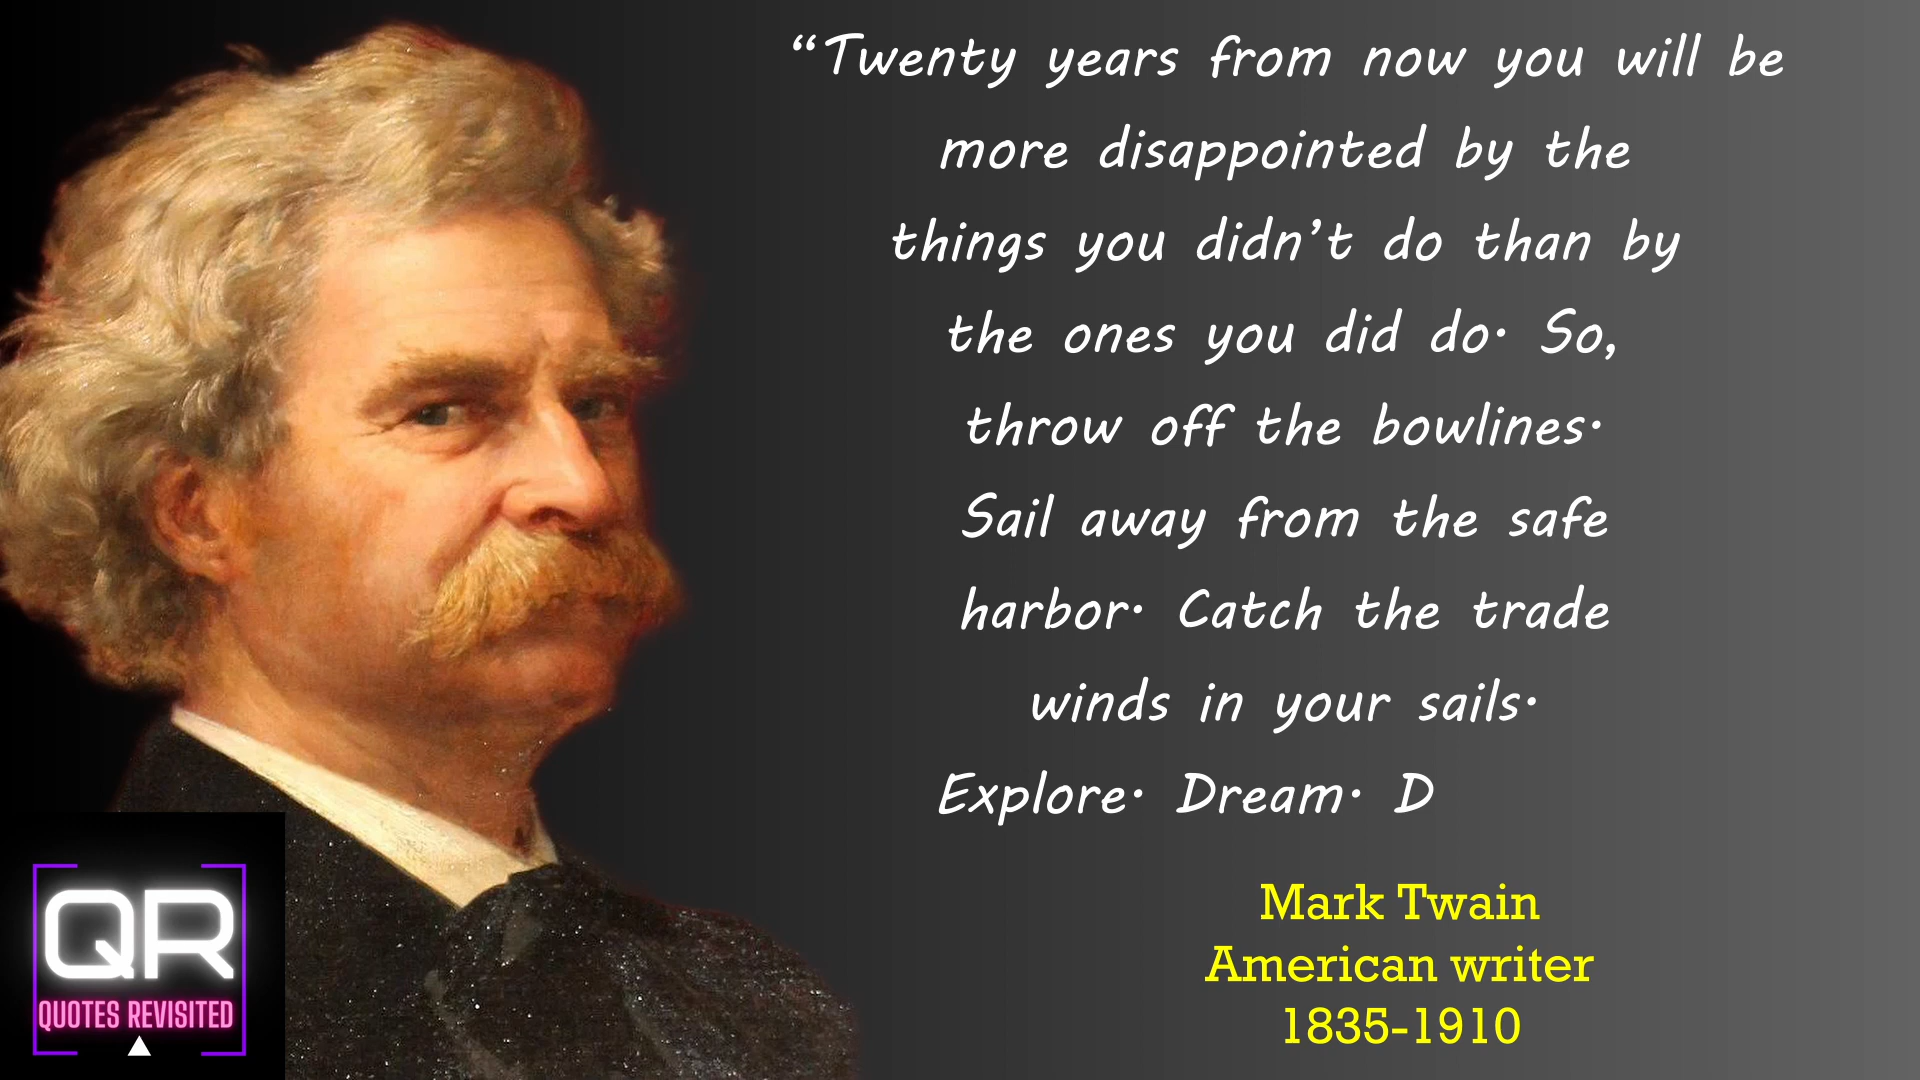 “Twenty years from now you will be
more disappointed by the
things you didn’t do than by
the ones you did do. So,
throw off the bowlines.
Sail away from the safe
harbor. Catch the trade
winds in your sails.
Explore. Dream. D
Mark Twain
American writer
1835-1910
QR
QUOTES REVISITED